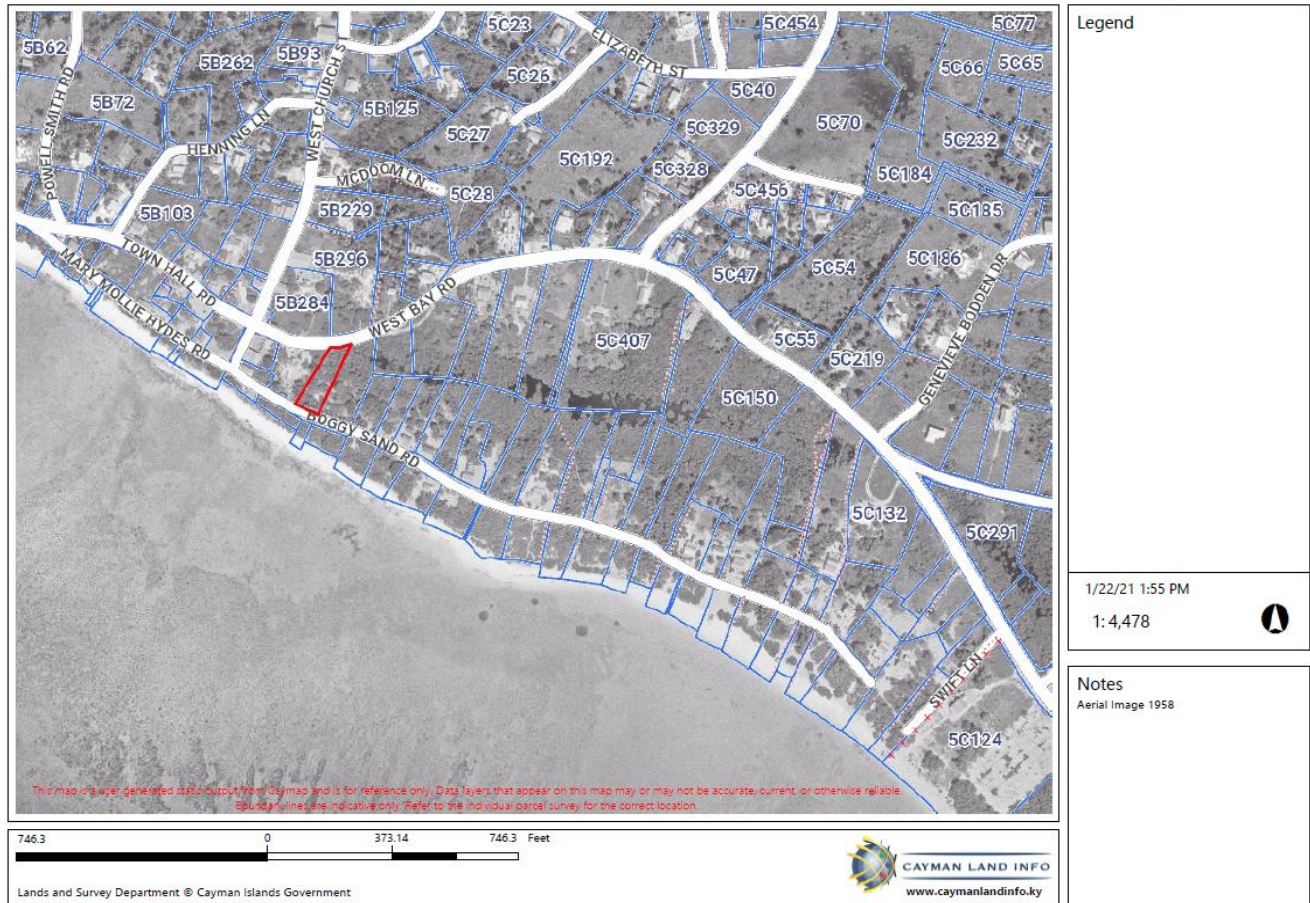 5C23
5C454
5C77
5B62
5B93
ELIZABETH ST
5B262
5C26
5C66
5C65
POWELL SMITH RD
5B72
WEST CHURCH ST
5B125
5C40
5C27
5C329
5C70
5C232
HENNING LN
5C192
5C328
MCDOOM LN
5C28
5C456
5C184
5B103
5B229
5C185
TOWN HALL RD
5B296
5C47
5C54
5C186
MARY MOLLIE HYDES RD
5B284
WEST BAY RD
GENEVIEVE BODDEN DR
5C407
5C55
5C219
5C150
BOGGY SAND RD
5C132
5C291
SWIFT LN
5C124
This map is a user generated static output from Caymap and is for reference only. Data layers that appear on this map may or may not be accurate, current, or otherwise reliable.
Boundary lines are indicative only. Refer to the individual parcel survey for the correct location.
Legend
1/22/21 1:55 PM
1: 4,478
Notes
Aerial Image 1958
746.3 0 373.14 746.3 Feet
Lands and Survey Department © Cayman Islands Government
CAYMAN LAND INFO
www.caymanlandinfo.ky